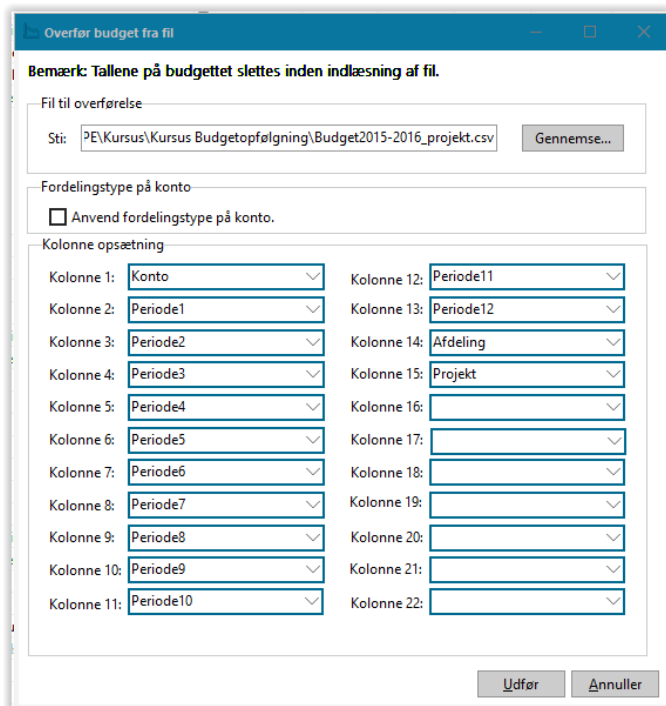 Overfør budget fra fil
Bemærk: Tallene på budgettet slettes inden indlæsning af fil.
Fil til overførelse
Sti: PE\Kursus\Kursus Budgetopfølgning\Budget2015-2016_projekt.csv Gennemse...
Fordelingstype på konto
Anvend fordelingstype på konto.
Kolonne opsætning
Kolonne 1: Konto
Kolonne 2: Periode1
Kolonne 3: Periode2
Kolonne 4: Periode3
Kolonne 5: Periode4
Kolonne 6: Periode5
Kolonne 7: Periode6
Kolonne 8: Periode7
Kolonne 9: Periode8
Kolonne 10: Periode9
Kolonne 11: Periode10
Kolonne 12: Periode11
Kolonne 13: Periode12
Kolonne 14: Afdeling
Kolonne 15: Projekt
Kolonne 16:
Kolonne 17:
Kolonne 18:
Kolonne 19:
Kolonne 20:
Kolonne 21:
Kolonne 22:
Udfør Annuller